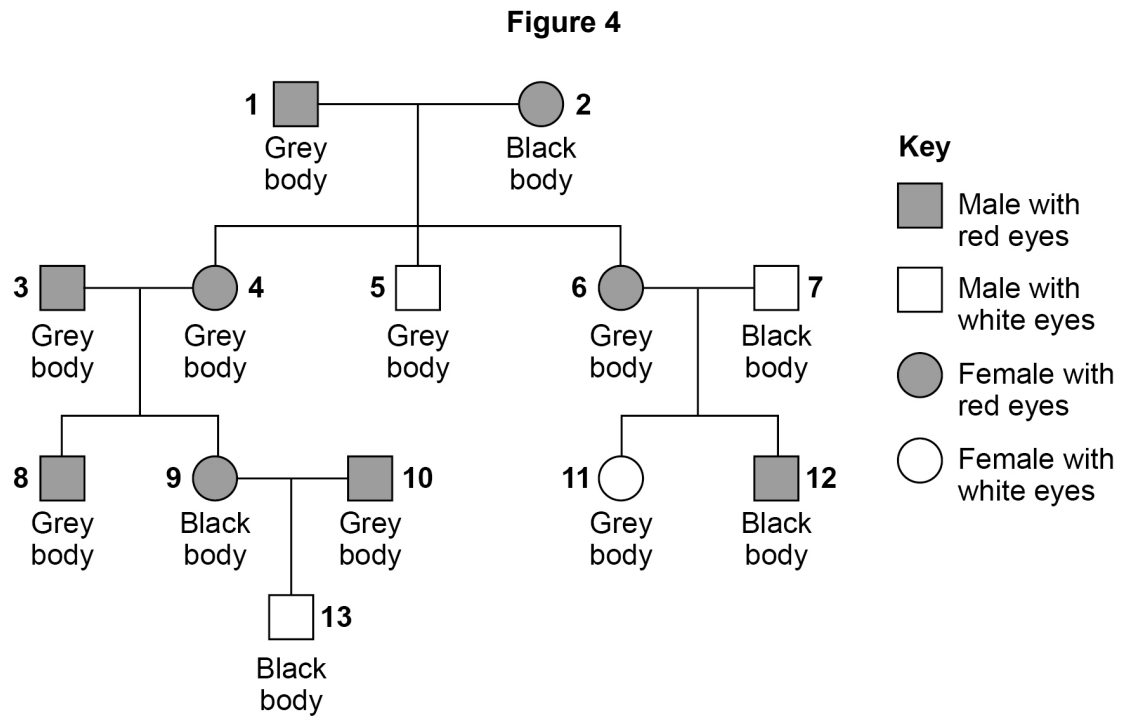 Figure 4
1
2
Grey
body
Black
body
Key
Male with
red eyes
Male with
white eyes
Female with
red eyes
Female with
white eyes
3
4
5
6
7
Grey
body
Grey
body
Grey
body
Grey
body
Black
body
8
9
10
11
12
Grey
body
Black
body
Grey
body
Grey
body
Black
body
13
Black
body